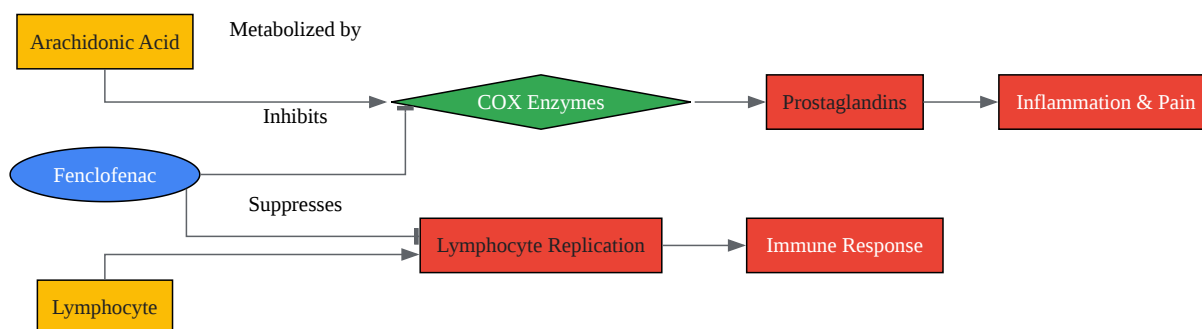 Arachidonic Acid
Metabolized by
COX Enzymes
Prostaglandins
Inflammation & Pain
Inhibits
Fenclofenac
Suppresses
Lymphocyte Replication
Immune Response
Lymphocyte